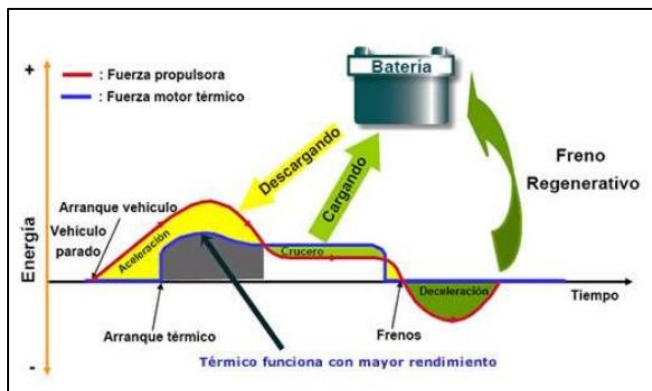 +
: Fuerza propulsora
: Fuerza motor térmico
Batería
Descargando
Cargando
Freno
Regenerativo
Energía
Arranque vehiculo
Vehículo
parado
Aceleración
Crucero
Deceleración
Tiempo
Arranque térmico
Frenos
Térmico funciona con mayor rendimiento
-